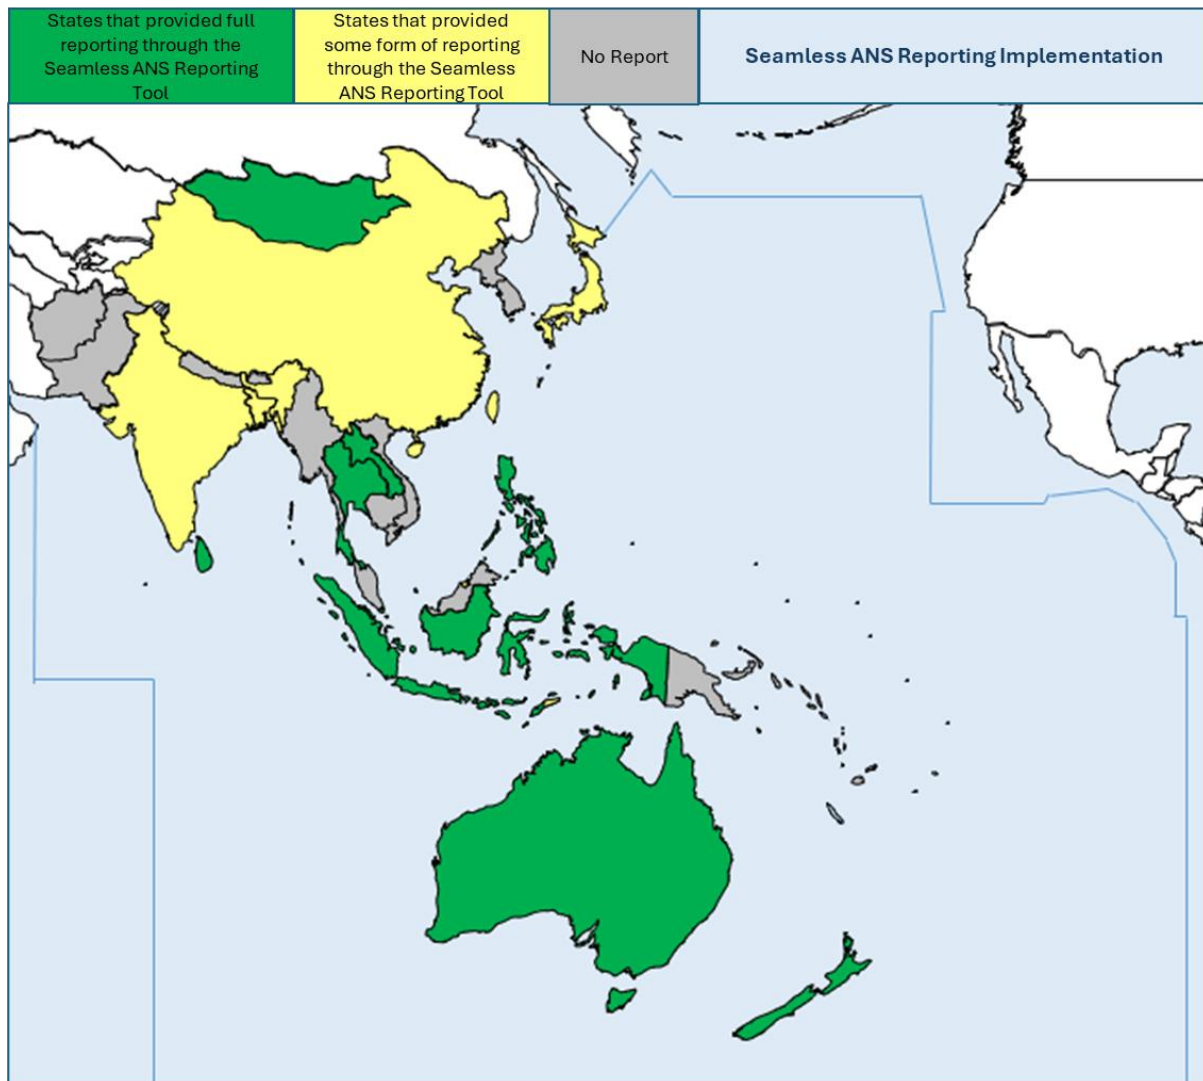 States that provided full
reporting through the
Seamless ANS Reporting
Tool
States that provided
some form of reporting
through the Seamless
ANS Reporting Tool
No Report
Seamless ANS Reporting Implementation